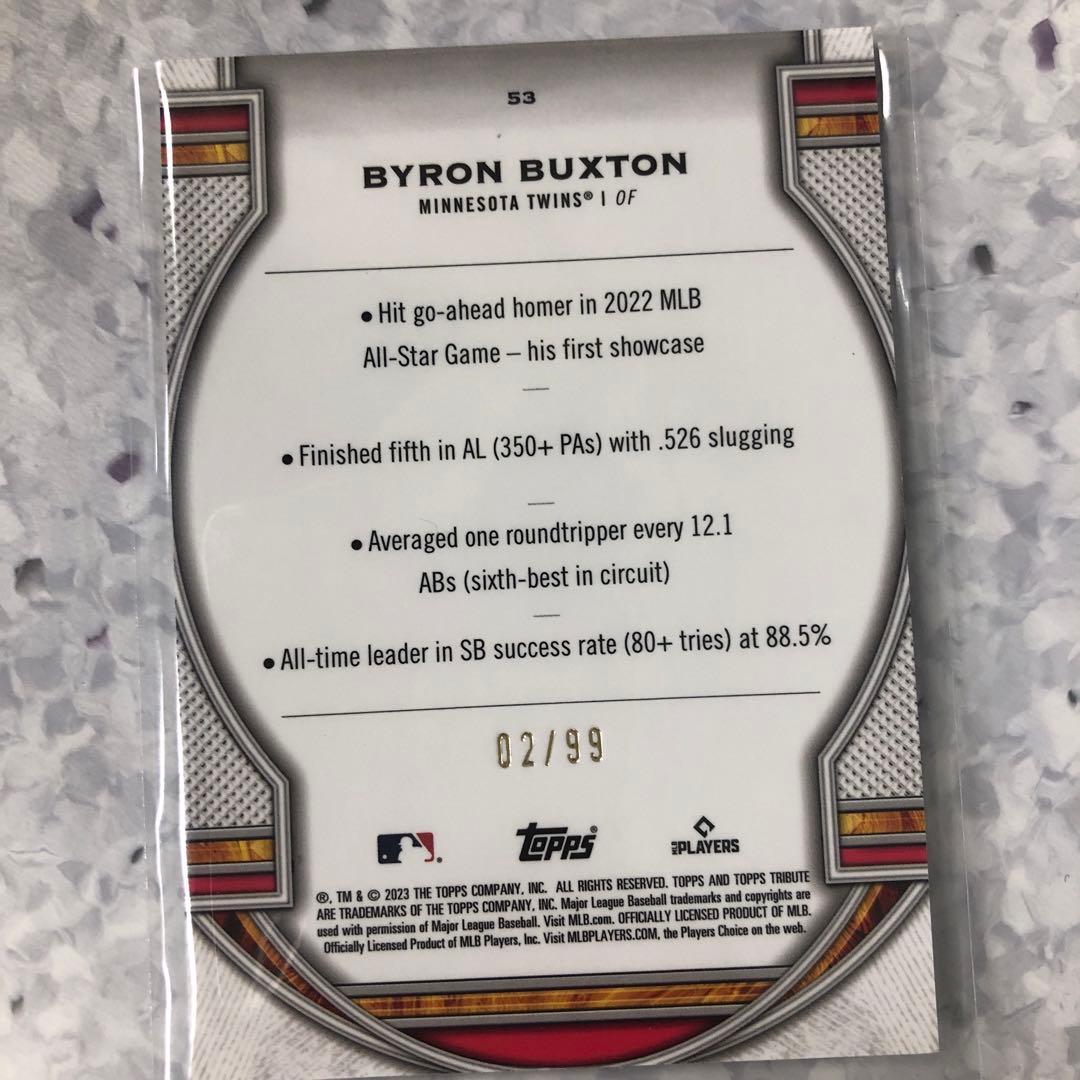 53
BYRON BUXTON
MINNESOTA TWINS® | OF
• Hit go-ahead homer in 2022 MLB
All-Star Game – his first showcase
• Finished fifth in AL (350+ PAs) with .526 slugging
• Averaged one roundtripper every 12.1
ABs (sixth-best in circuit)
• All-time leader in SB success rate (80+ tries) at 88.5%
02/99
topps®
MLB PLAYERS
®, TM & © 2023 THE TOPPS COMPANY, INC. ALL RIGHTS RESERVED. TOPPS AND TOPPS TRIBUTE
ARE TRADEMARKS OF THE TOPPS COMPANY, INC. Major League Baseball trademarks and copyrights are
used with permission of Major League Baseball. Visit MLB.com. OFFICIALLY LICENSED PRODUCT OF MLB.
Officially Licensed Product of MLB Players, Inc. Visit MLBPLAYERS.COM, the Players Choice on the web.